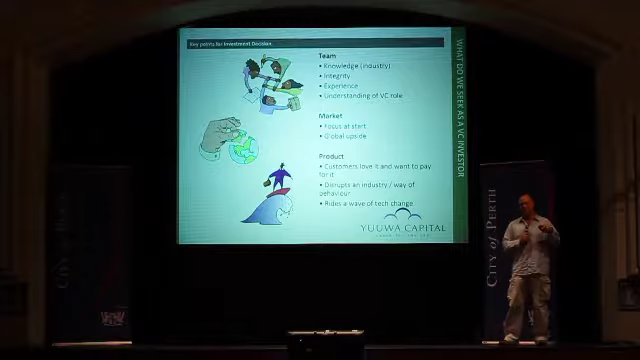 Key points for Investment Decision
WHAT DO WE SEEK AS A VC INVESTOR
Team
• Knowledge (industry)
• Integrity
• Experience
• Understanding of VC role
Market
• Focus at start
• Global upside
Product
• Customers love it and want to pay
for it
• Disrupts an industry / way of
behaviour
• Rides a wave of tech change
YUUWA CAPITAL
CITY of PERTH